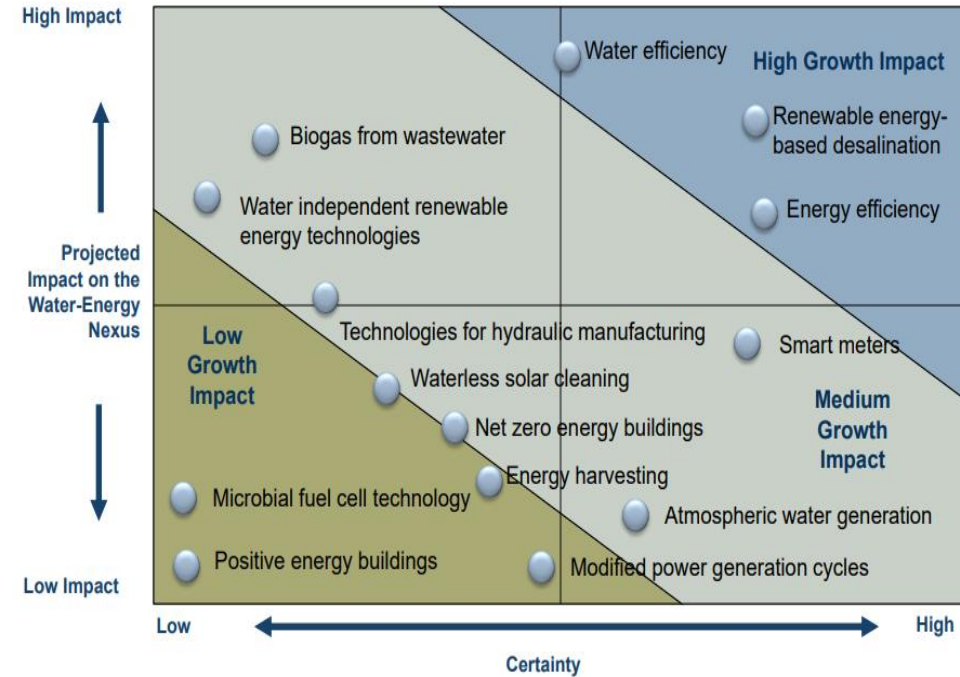 High Impact
Water efficiency
High Growth Impact
Renewable energy-
based desalination
Biogas from wastewater
Water independent renewable
energy technologies
Energy efficiency
Projected
Impact on the
Water-Energy
Nexus
Low
Growth
Impact
Technologies for hydraulic manufacturing
Smart meters
Waterless solar cleaning
Medium
Growth
Impact
Net zero energy buildings
Energy harvesting
Microbial fuel cell technology
Atmospheric water generation
Positive energy buildings
Modified power generation cycles
Low Impact
Low
High
Certainty